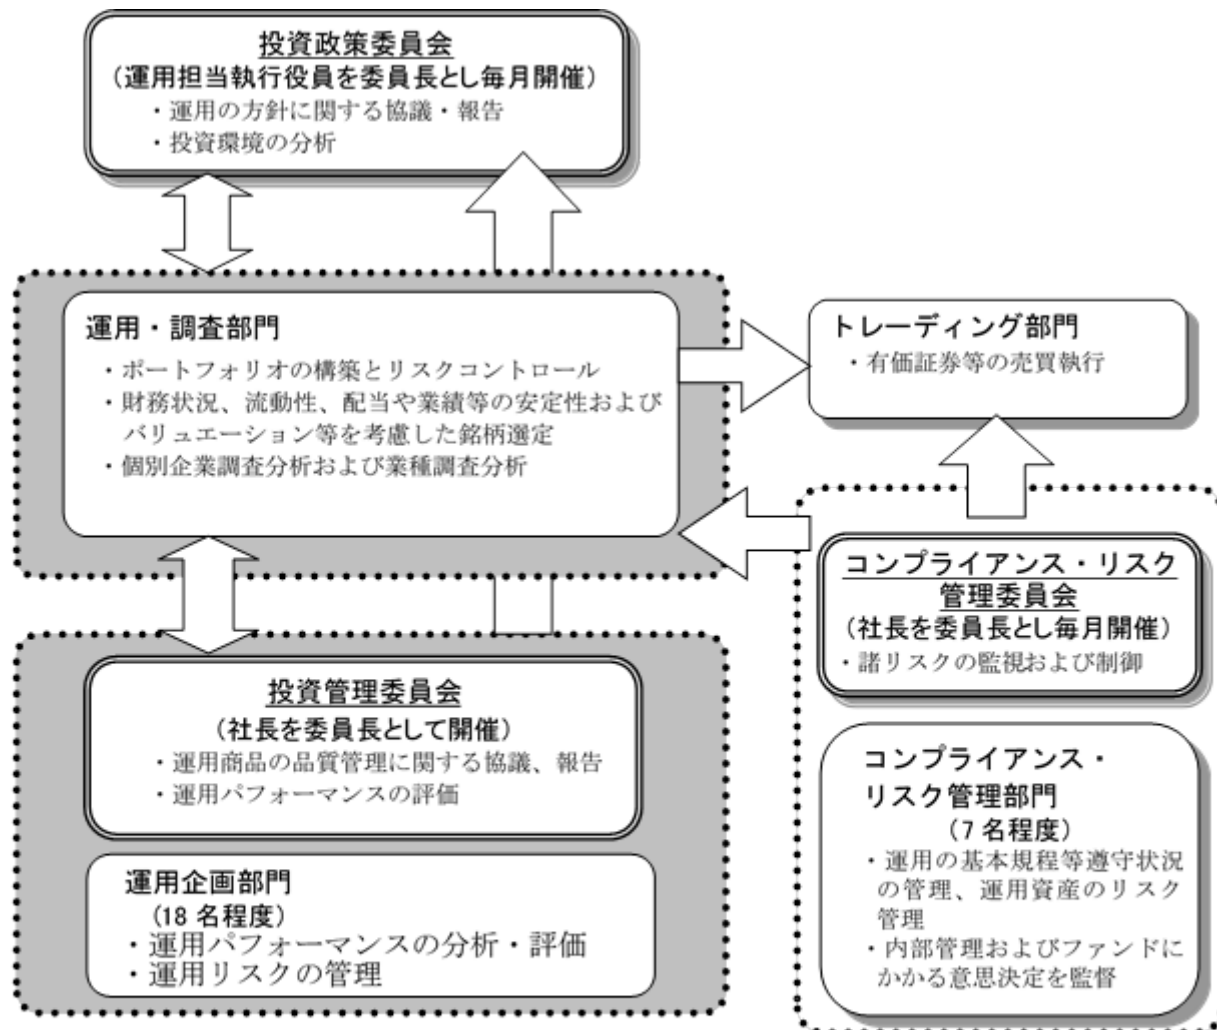 投資政策委員会
(運用担当執行役員を委員長とし毎月開催)
・運用の方針に関する協議・報告
・投資環境の分析
運用・調査部門
・ポートフォリオの構築とリスクコントロール
・財務状況、流動性、配当や業績等の安定性および
バリュエーション等を考慮した銘柄選定
・個別企業調査分析および業種調査分析
トレーディング部門
・有価証券等の売買執行
投資管理委員会
(社長を委員長として開催)
・運用商品の品質管理に関する協議、報告
・運用パフォーマンスの評価
運用企画部門
(18 名程度)
・運用パフォーマンスの分析・評価
・運用リスクの管理
コンプライアンス・リスク
管理委員会
(社長を委員長とし毎月開催)
・諸リスクの監視および制御
コンプライアンス・
リスク管理部門
(7 名程度)
・運用の基本規程等遵守状況
の管理、運用資産のリスク
管理
・内部管理およびファンドに
かかる意思決定を監督